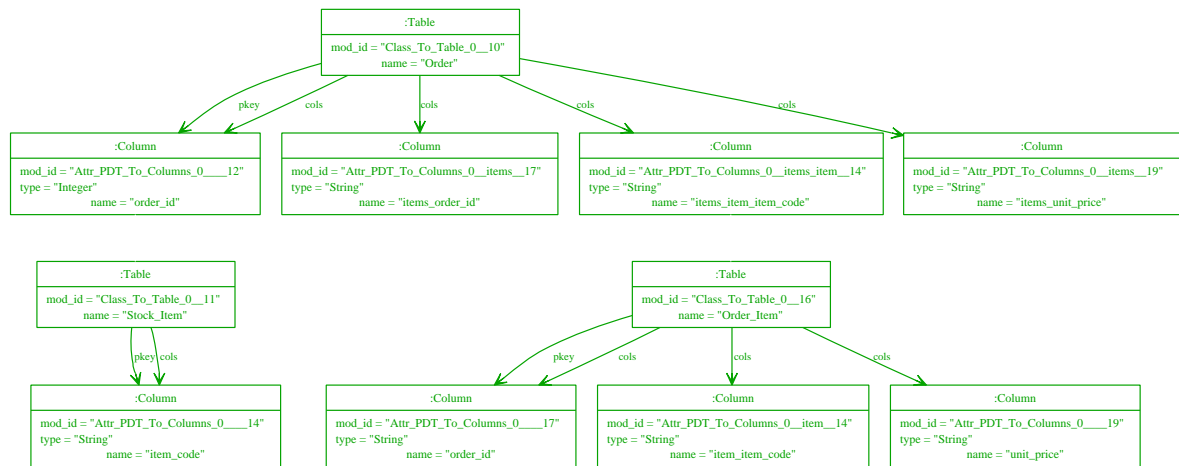 :Table
mod_id = "Class_To_Table_0__10"
name = "Order"
pkey
cols
cols
cols
cols
:Column
mod_id = "Attr_PDT_To_Columns_0____12"
type = "Integer"
name = "order_id"
:Column
mod_id = "Attr_PDT_To_Columns_0__items__17"
type = "String"
name = "items_order_id"
:Column
mod_id = "Attr_PDT_To_Columns_0__items_item__14"
type = "String"
name = "items_item_item_code"
:Column
mod_id = "Attr_PDT_To_Columns_0__items__19"
type = "String"
name = "items_unit_price"
:Table
mod_id = "Class_To_Table_0__11"
name = "Stock_Item"
pkey
cols
:Column
mod_id = "Attr_PDT_To_Columns_0____14"
type = "String"
name = "item_code"
:Table
mod_id = "Class_To_Table_0__16"
name = "Order_Item"
pkey
cols
cols
cols
:Column
mod_id = "Attr_PDT_To_Columns_0____17"
type = "String"
name = "order_id"
:Column
mod_id = "Attr_PDT_To_Columns_0__item__14"
type = "String"
name = "item_item_code"
:Column
mod_id = "Attr_PDT_To_Columns_0____19"
type = "String"
name = "unit_price"